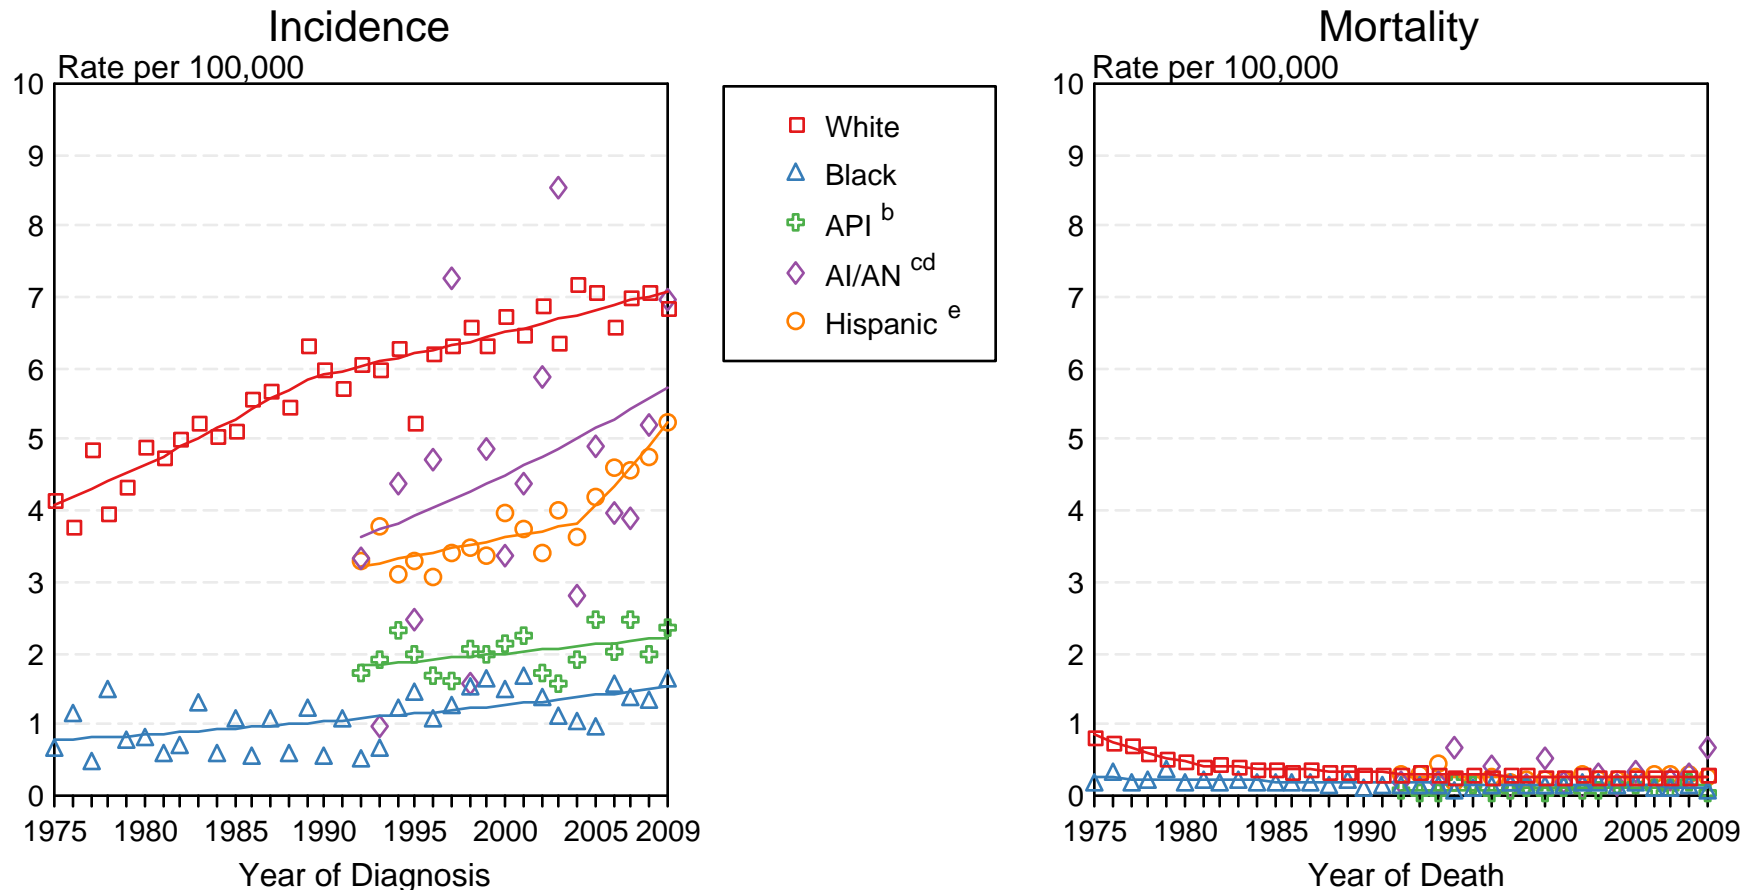 Incidence
Rate per 100,000
10
9
8
7
6
5
4
3
2
1
0
1975 1980 1985 1990 1995 2000 2005 2009
Year of Diagnosis
White
Black
API b
AI/AN cd
Hispanic e
Mortality
Rate per 100,000
10
9
8
7
6
5
4
3
2
1
0
1975 1980 1985 1990 1995 2000 2005 2009
Year of Death